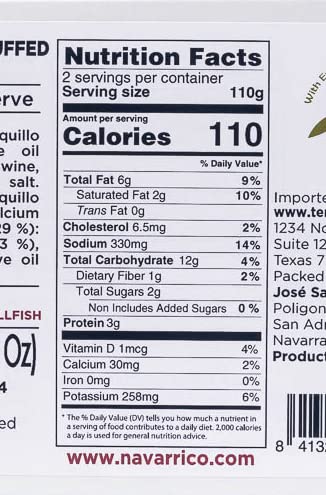 UFFED
erve
quillo
e oil
wine,
salt.
quillo
lcium
29 %):
3 %),
ve oil
LLFISH
Oz)
4
ed
Nutrition Facts
2 servings per container
Serving size 110g
Amount per serving
Calories 110
% Daily Value*
Total Fat 6g 9%
Saturated Fat 2g 10%
Trans Fat 0g
Cholesterol 6.5mg 2%
Sodium 330mg 14%
Total Carbohydrate 12g 4%
Dietary Fiber 1g 2%
Total Sugars 2g
Non Includes Added Sugars 0 %
Protein 3g
Vitamin D 1mcg 4%
Calcium 30mg 2%
Iron 0mg 0%
Potassium 258mg 6%
* The % Daily Value (DV) tells you how much a nutrient in
a serving of food contributes to a daily diet. 2,000 calories
a day is used for general nutrition advice.
www.navarrico.com
With E
Importe
www.te
1234 No
Suite 12
Texas 7
Packed
José Sa
Poligon
San Adr
Navarra
Product
8 4132